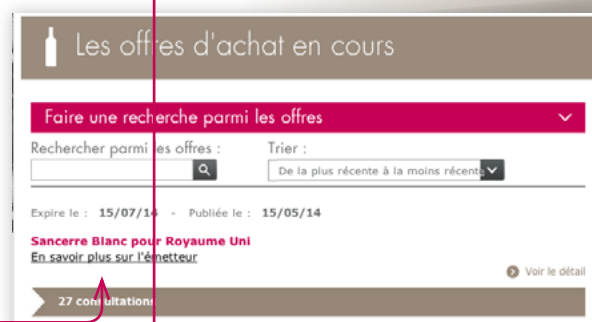 Les offres d'achat en cours
Faire une recherche parmi les offres
Rechercher parmi les offres : Trier :
De la plus récente à la moins récente
Expire le : 15/07/14 - Publiée le : 15/05/14
Sancerre Blanc pour Royaume Uni
En savoir plus sur l'émetteur
Voir le détail
27 consultations